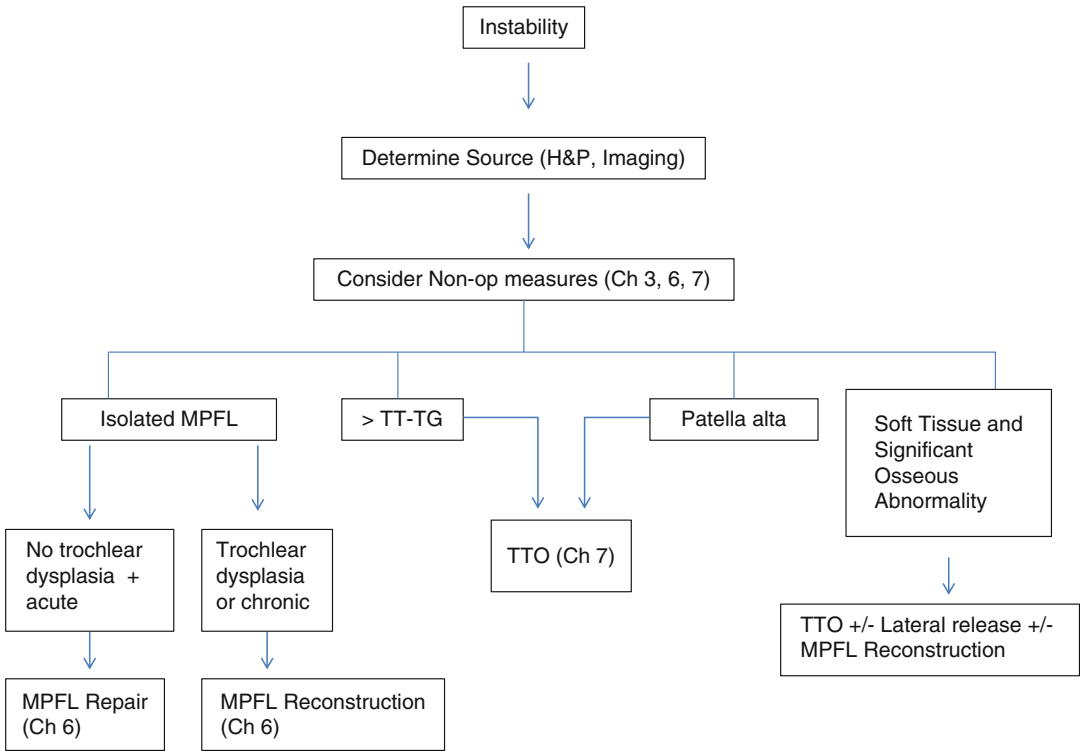 Instability
Determine Source (H&P, Imaging)
Consider Non-op measures (Ch 3, 6, 7)
Isolated MPFL
> TT-TG
Patella alta
Soft Tissue and
Significant
Osseous
Abnormality
No trochlear
dysplasia +
acute
Trochlear
dysplasia
or chronic
TTO (Ch 7)
TTO +/- Lateral release +/-
MPFL Reconstruction
MPFL Repair
(Ch 6)
MPFL Reconstruction
(Ch 6)